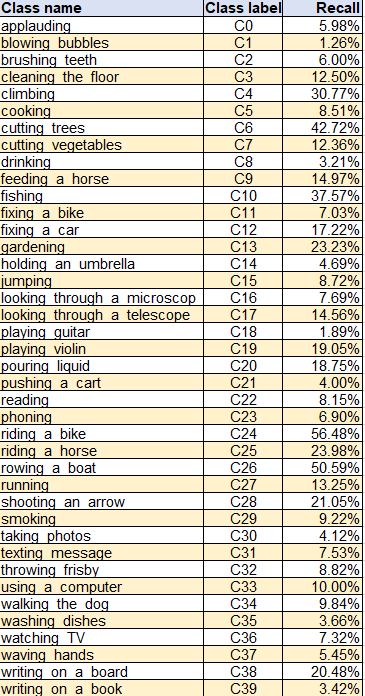 Class name Class label Recall
applauding C0 5.98%
blowing bubbles C1 1.26%
brushing teeth C2 6.00%
cleaning the floor C3 12.50%
climbing C4 30.77%
cooking C5 8.51%
cutting trees C6 42.72%
cutting vegetables C7 12.36%
drinking C8 3.21%
feeding a horse C9 14.97%
fishing C10 37.57%
fixing a bike C11 7.03%
fixing a car C12 17.22%
gardening C13 23.23%
holding an umbrella C14 4.69%
jumping C15 8.72%
looking through a microscop C16 7.69%
looking through a telescope C17 14.56%
playing guitar C18 1.89%
playing violin C19 19.05%
pouring liquid C20 18.75%
pushing a cart C21 4.00%
reading C22 8.15%
phoning C23 6.90%
riding a bike C24 56.48%
riding a horse C25 23.98%
rowing a boat C26 50.59%
running C27 13.25%
shooting an arrow C28 21.05%
smoking C29 9.22%
taking photos C30 4.12%
texting message C31 7.53%
throwing frisby C32 8.82%
using a computer C33 10.00%
walking the dog C34 9.84%
washing dishes C35 3.66%
watching TV C36 7.32%
waving hands C37 5.45%
writing on a board C38 20.48%
writing on a book C39 3.42%